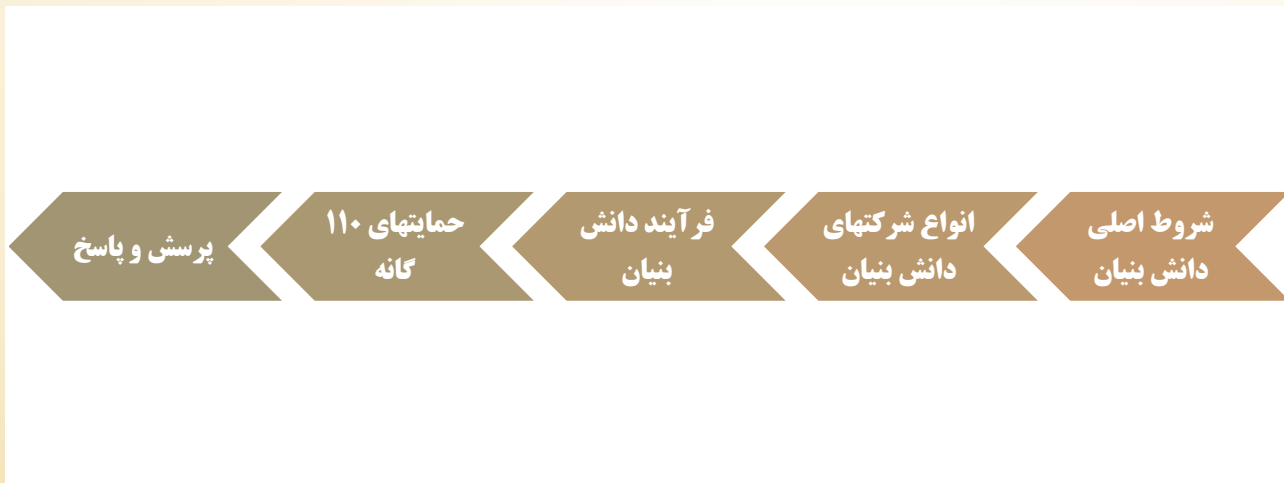 شروط اصلی
دانش بنیان
انواع شرکتهای
دانش بنیان
فرآیند دانش
بنیان
حمایتهای ۱۱۰
گانه
پرسش و پاسخ